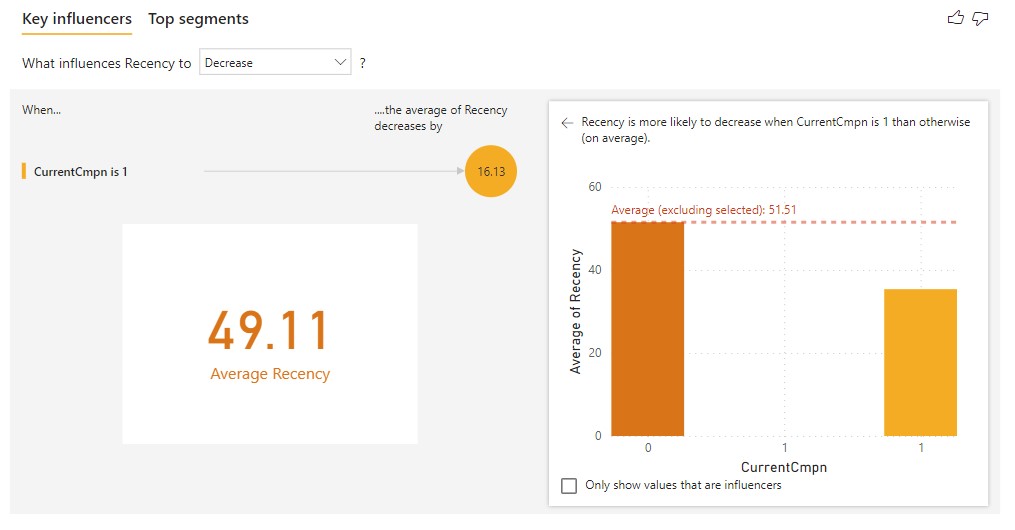 Key influencers
Top segments
What influences Recency to Decrease ?
When...
....the average of Recency
decreases by
CurrentCmpn is 1
16.13
49.11
Average Recency
Recency is more likely to decrease when CurrentCmpn is 1 than otherwise
(on average).
60
Average (excluding selected): 51.51
40
20
0
Average of Recency
0
1
1
CurrentCmpn
Only show values that are influencers